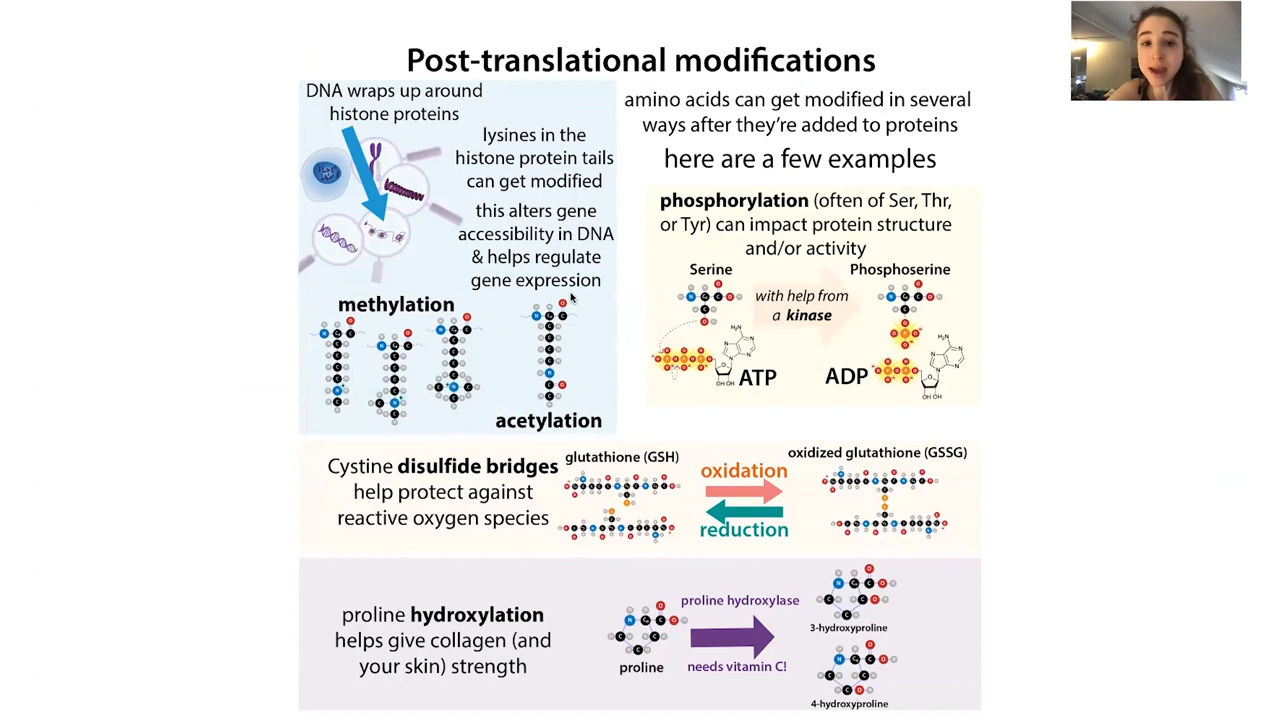 Post-translational modifications
DNA wraps up around
histone proteins
lysines in the
histone protein tails
can get modified
this alters gene
accessibility in DNA
& helps regulate
gene expression
methylation
acetylation
amino acids can get modified in several
ways after they're added to proteins
here are a few examples
phosphorylation (often of Ser, Thr,
or Tyr) can impact protein structure
and/or activity
Serine
Phosphoserine
with help from
a kinase
ATP
ADP
Cystine disulfide bridges
help protect against
reactive oxygen species
glutathione (GSH)
oxidation
reduction
oxidized glutathione (GSSG)
proline hydroxylation
helps give collagen (and
your skin) strength
proline
proline hydroxylase
needs vitamin C!
3-hydroxyproline
4-hydroxyproline